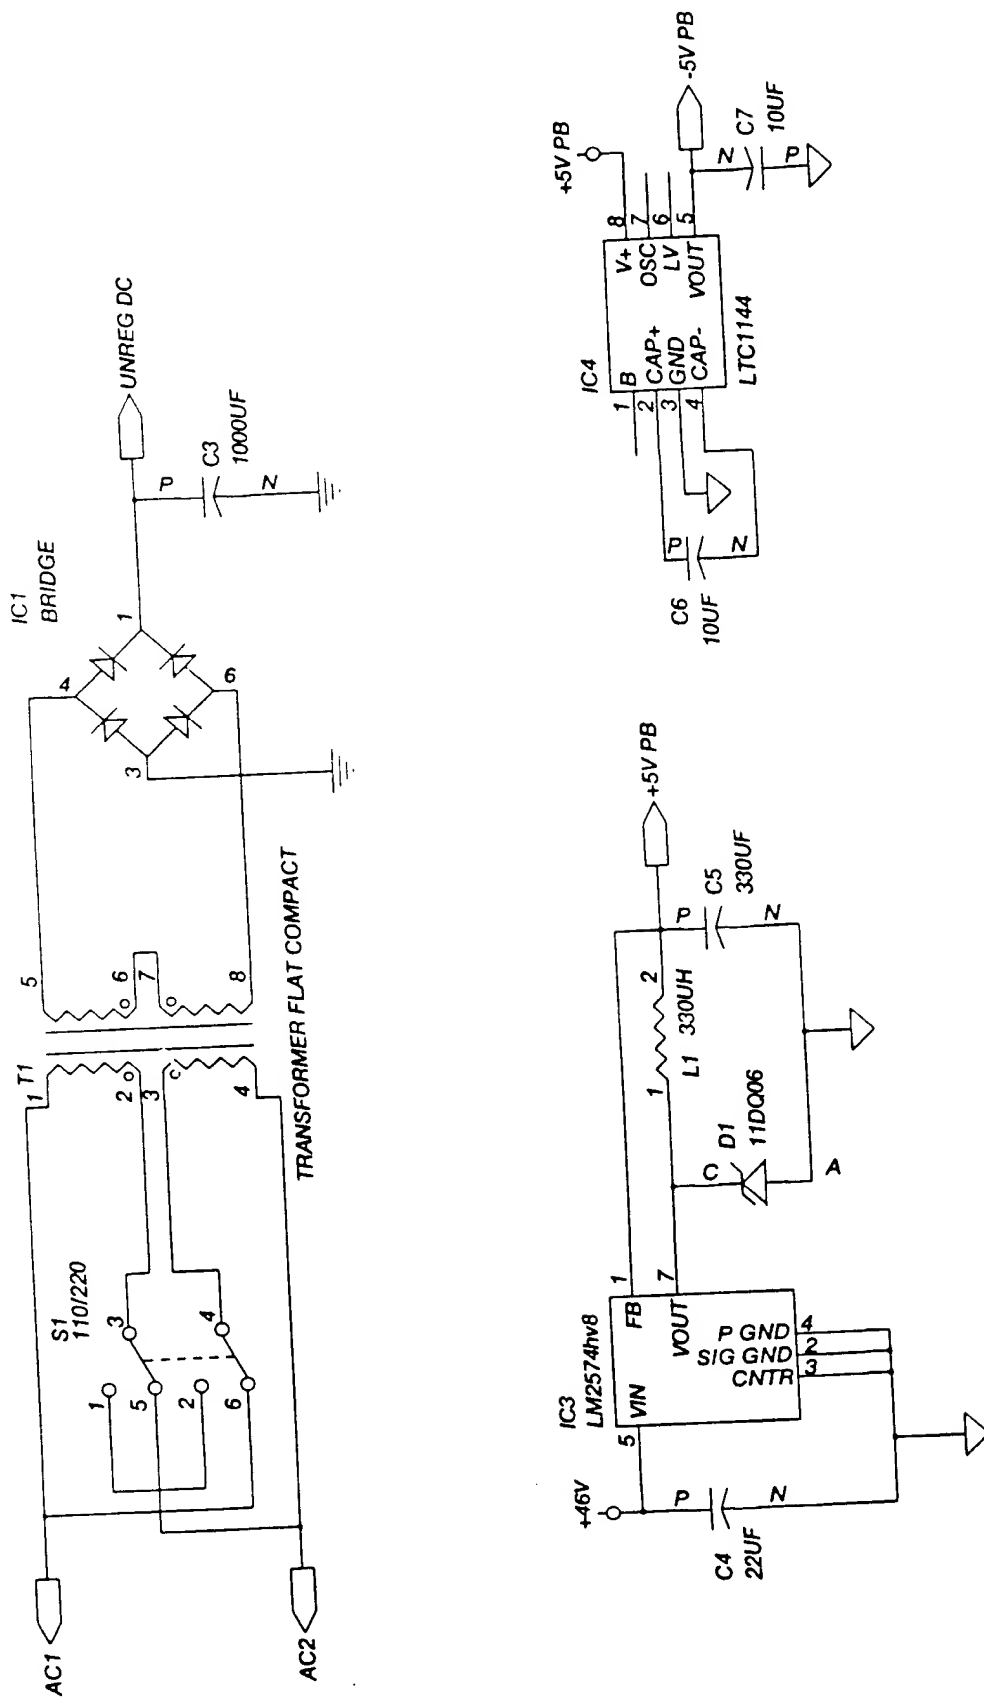 AC1
AC2
S1
110/220
1
5
2
6
3
4
T1
1
2
3
4
5
6
7
8
TRANSFORMER FLAT COMPACT
IC1
BRIDGE
4
1
3
6
UNREG DC
P
C3
1000UF
N
+46V
P
C4
22UF
N
IC3
LM2574hv8
5
VIN
FB
VOUT
P GND
SIG GND
CNTR
1
7
4
2
3
C
D1
11DQ06
A
1
2
L1
330UH
P
C5
330UF
N
+5V PB
C6
10UF
P
N
IC4
1
2
3
4
B
CAP+
GND
CAP-
V+
OSC
LV
VOUT
8
7
6
5
LTC1144
+5V PB
-5V PB
N
C7
10UF
P